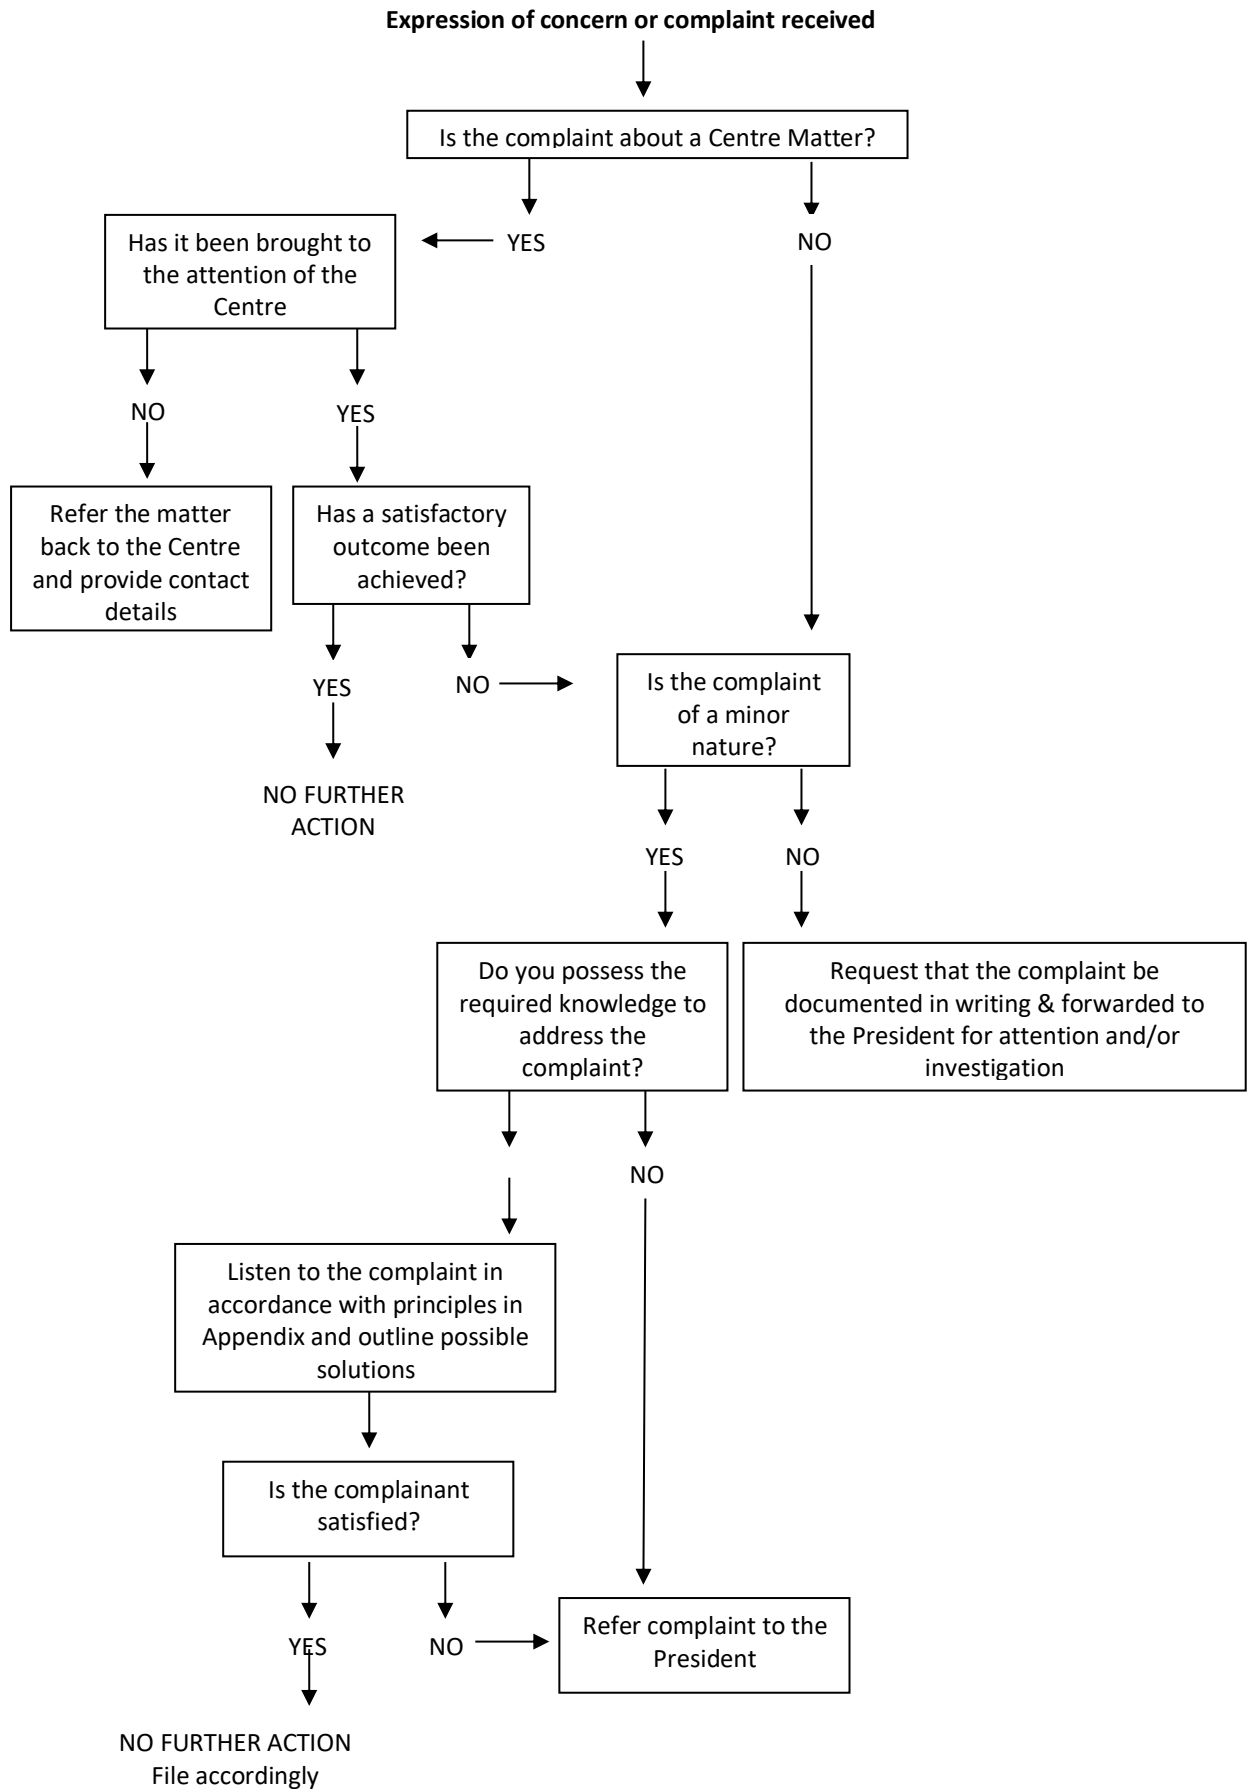 Expression of concern or complaint received
Is the complaint about a Centre Matter?
YES
NO
Has it been brought to
the attention of the
Centre
NO
YES
Refer the matter
back to the Centre
and provide contact
details
Has a satisfactory
outcome been
achieved?
YES
NO
NO FURTHER
ACTION
Is the complaint
of a minor
nature?
YES
NO
Do you possess the
required knowledge to
address the
complaint?
Request that the complaint be
documented in writing & forwarded to
the President for attention and/or
investigation
NO
Listen to the complaint in
accordance with principles in
Appendix and outline possible
solutions
Is the complainant
satisfied?
YES
NO
Refer complaint to the
President
NO FURTHER ACTION
File accordingly